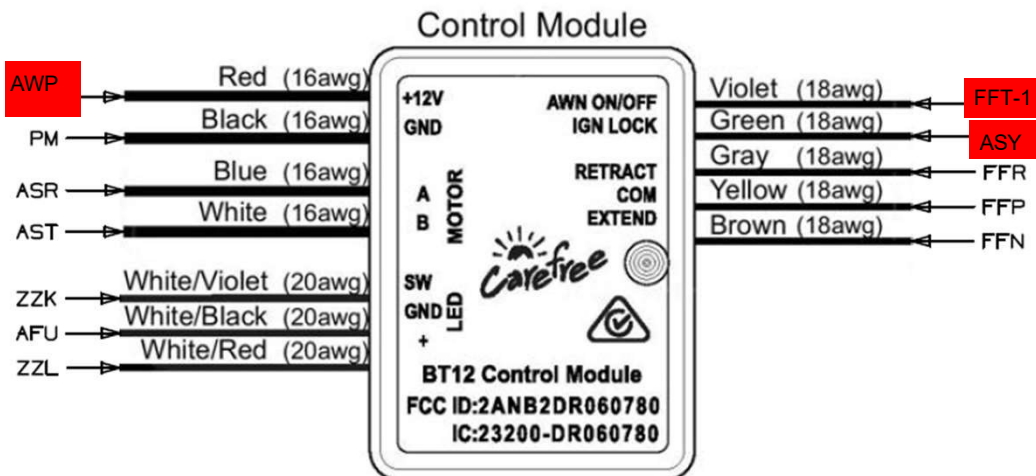 Control Module
AWP
Red (16awg)
PM
Black (16awg)
ASR
Blue (16awg)
AST
White (16awg)
ZZK
White/Violet (20awg)
AFU
White/Black (20awg)
ZZL
White/Red (20awg)
+12V
GND
A
B
MOTOR
SW
GND
+
LED
AWN ON/OFF
IGN LOCK
RETRACT
COM
EXTEND
Carefree
BT12 Control Module
FCC ID:2ANB2DR060780
IC:23200-DR060780
Violet (18awg)
FFT-1
Green (18awg)
ASY
Gray (18awg)
FFR
Yellow (18awg)
FFP
Brown (18awg)
FFN